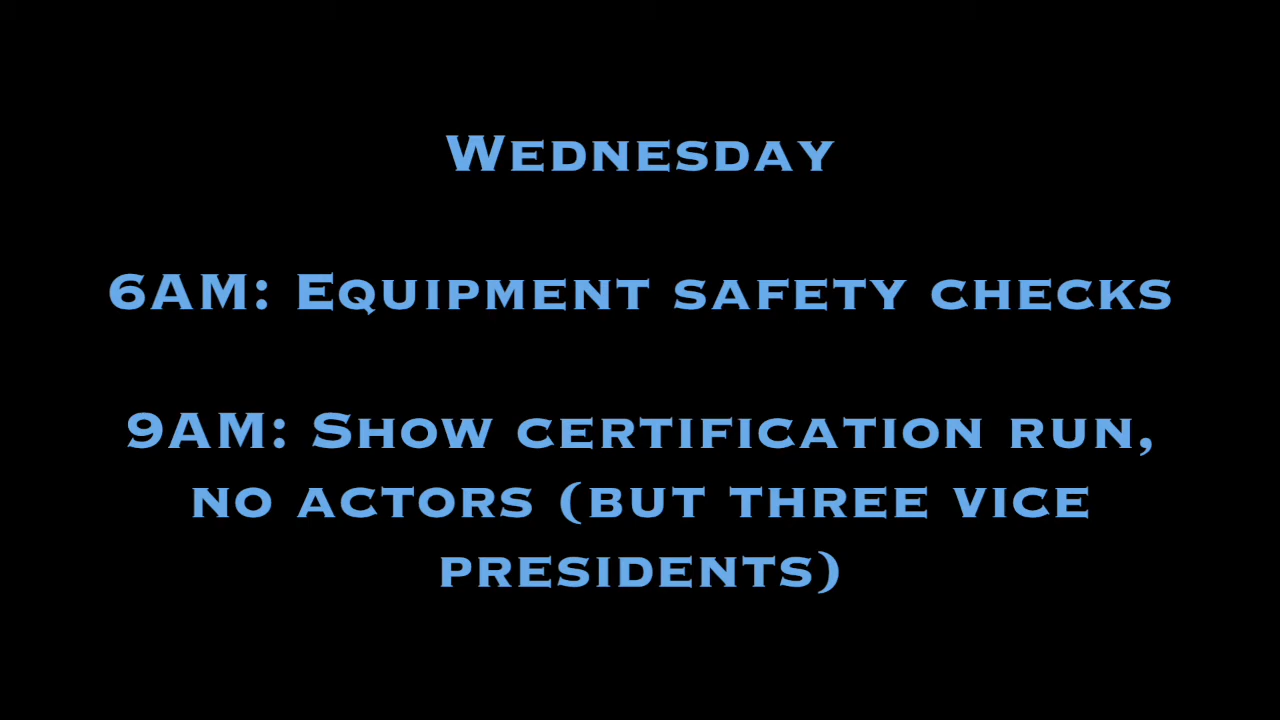 Wednesday
6AM: Equipment safety checks
9AM: Show certification run,
no actors (but three vice
presidents)